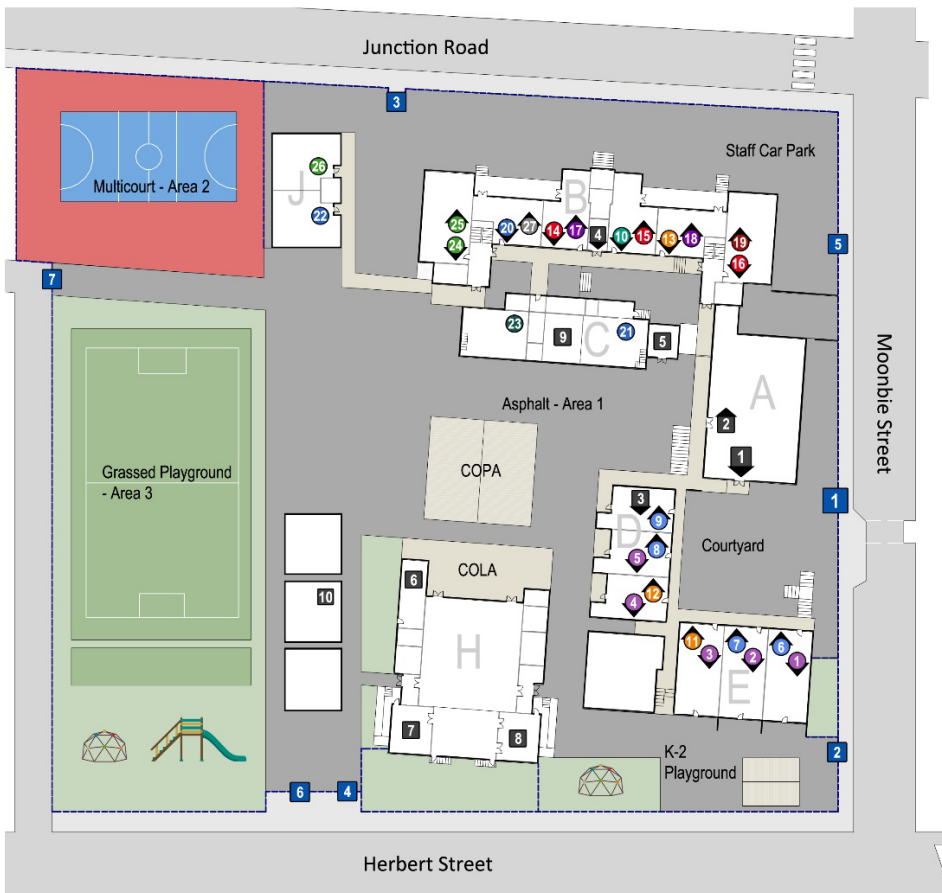 Junction Road
3
Staff Car Park
Multicourt - Area 2
26
J
22
B
25
24
20
27
14
17
4
10
15
13
18
19
16
5
7
23
9
C
21
5
A
2
1
Moonbie Street
Asphalt - Area 1
Grassed Playground
- Area 3
COPA
3
9
D
8
5
12
4
Courtyard
1
COLA
6
10
H
7
8
11
3
7
2
6
1
E
2
K-2
Playground
6
4
Herbert Street